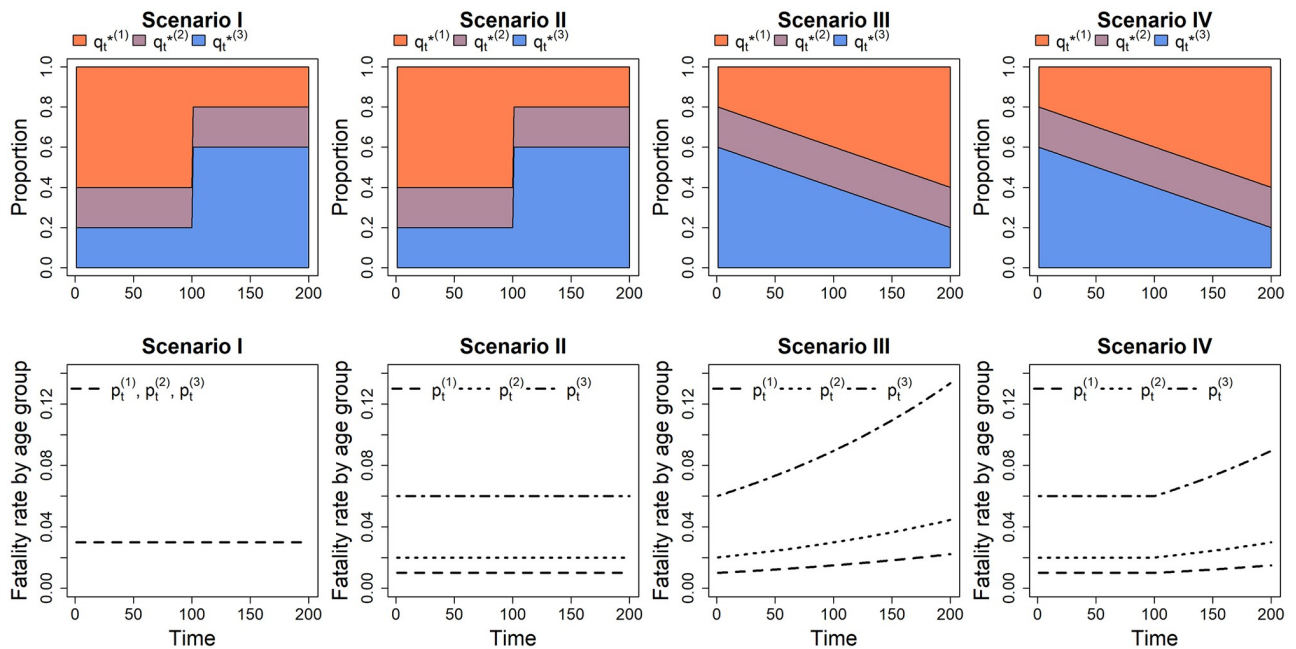 Scenario I
qt*(1) qt*(2) qt*(3)
Proportion
0.0 0.2 0.4 0.6 0.8 1.0
0 50 100 150 200
Scenario II
qt*(1) qt*(2) qt*(3)
Proportion
0.0 0.2 0.4 0.6 0.8 1.0
0 50 100 150 200
Scenario III
qt*(1) qt*(2) qt*(3)
Proportion
0.0 0.2 0.4 0.6 0.8 1.0
0 50 100 150 200
Scenario IV
qt*(1) qt*(2) qt*(3)
Proportion
0.0 0.2 0.4 0.6 0.8 1.0
0 50 100 150 200
Scenario I
pt(1), pt(2), pt(3)
Fatality rate by age group
0.00 0.04 0.08 0.12
0 50 100 150 200
Time
Scenario II
pt(1) pt(2) pt(3)
Fatality rate by age group
0.00 0.04 0.08 0.12
0 50 100 150 200
Time
Scenario III
pt(1) pt(2) pt(3)
Fatality rate by age group
0.00 0.04 0.08 0.12
0 50 100 150 200
Time
Scenario IV
pt(1) pt(2) pt(3)
Fatality rate by age group
0.00 0.04 0.08 0.12
0 50 100 150 200
Time